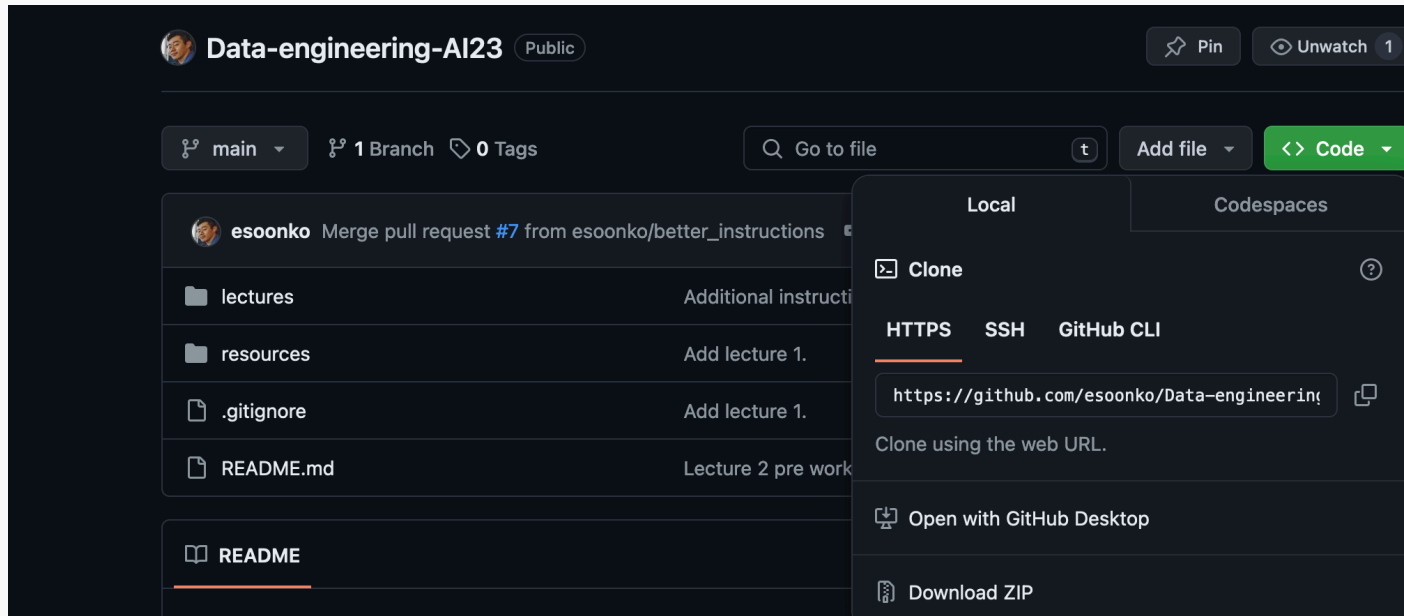 Data-engineering-AI23 Public Pin Unwatch 1
main 1 Branch 0 Tags Go to file t Add file <> Code
esoonko Merge pull request #7 from esoonko/better_instructions
lectures Additional instructi
resources Add lecture 1.
.gitignore Add lecture 1.
README.md Lecture 2 pre work
README
Local Codespaces
Clone
HTTPS SSH GitHub CLI
https://github.com/esoonko/Data-engineering
Clone using the web URL.
Open with GitHub Desktop
Download ZIP